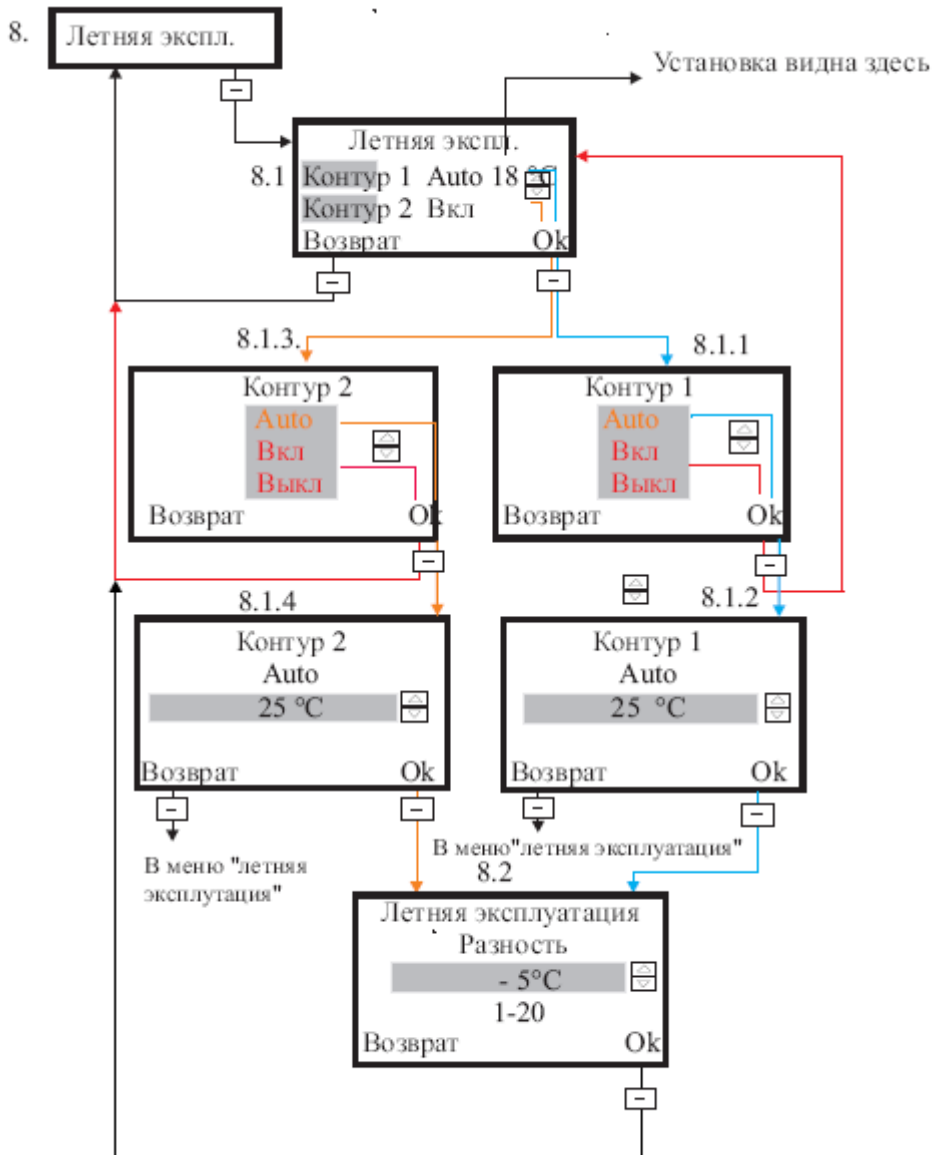 8. Летняя экспл.
Установка видна здесь
Летняя экспл.
8.1 Контур 1 Auto 18 °C
Контур 2 Вкл
Возврат Ok
8.1.3.
Контур 2
Auto
Вкл
Выкл
Возврат Ok
8.1.1
Контур 1
Auto
Вкл
Выкл
Возврат Ok
8.1.4
Контур 2
Auto
25 °C
Возврат Ok
В меню "летняя
эксплутация"
8.1.2
Контур 1
Auto
25 °C
Возврат Ok
В меню"летняя эксплуатация"
8.2
Летняя эксплуатация
Разность
- 5°C
1-20
Возврат Ok